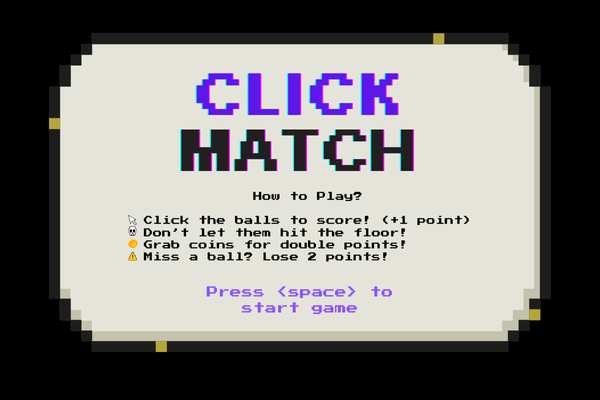 CLICK
MATCH
How to Play?
Click the balls to score! (+1 point)
Don't let them hit the floor!
Grab coins for double points!
Miss a ball? Lose 2 points!
Press <space> to
start game